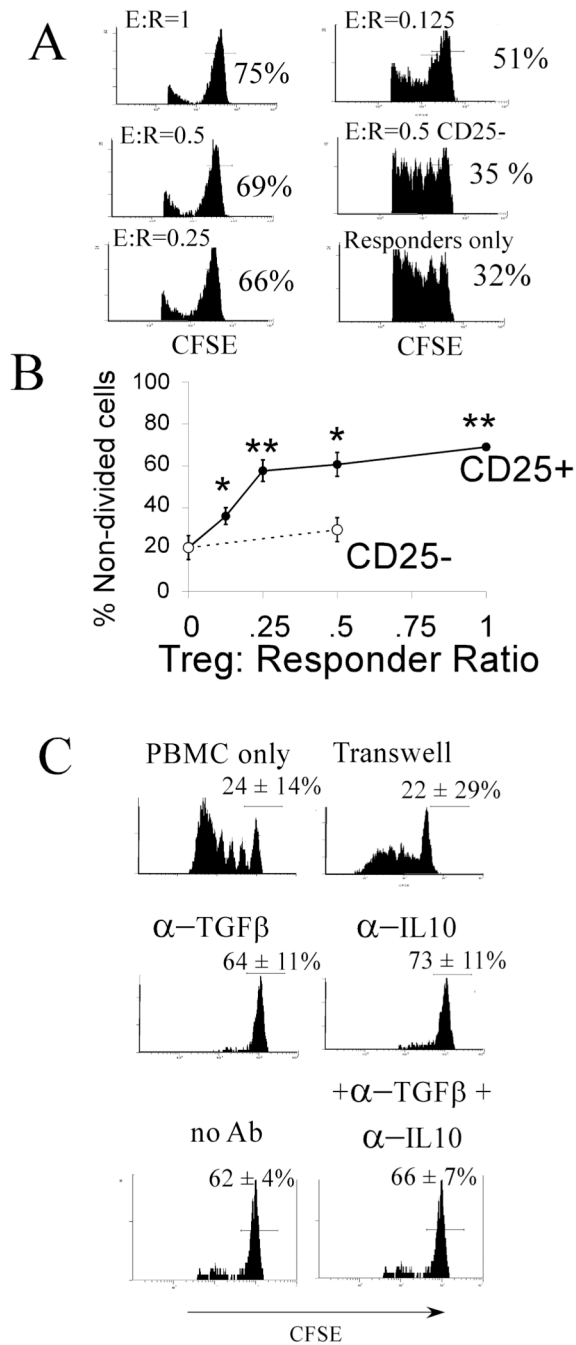 A
E:R=1
75%
E:R=0.125
51%
E:R=0.5
69%
E:R=0.5 CD25-
35 %
E:R=0.25
66%
Responders only
32%
CFSE
CFSE
B
% Non-divided cells
100
80
60
40
20
0
*
**
*
**
CD25+
CD25-
0 .25 .5 .75 1
Treg: Responder Ratio
C
PBMC only
24 ± 14%
Transwell
22 ± 29%
α–TGFβ
64 ± 11%
α–IL10
73 ± 11%
no Ab
62 ± 4%
+α–TGFβ +
α–IL10
66 ± 7%
CFSE